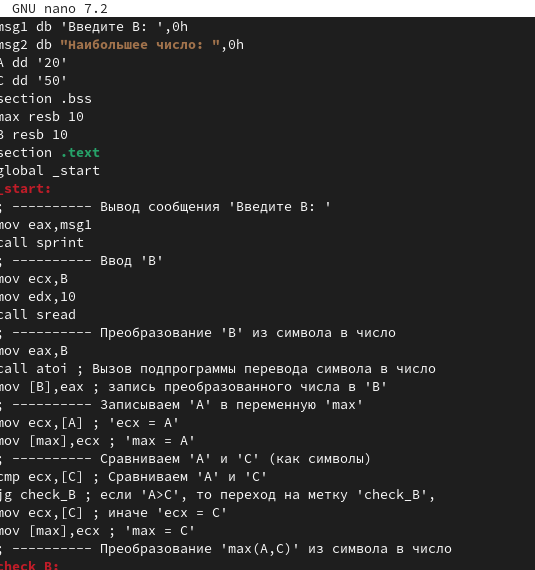 GNU nano 7.2
msg1 db 'Введите B: ',0h
msg2 db "Наибольшее число: ",0h
A dd '20'
C dd '50'
section .bss
max resb 10
B resb 10
section .text
global _start
_start:
; ---------- Вывод сообщения 'Введите B: '
mov eax,msg1
call sprint
; ---------- Ввод 'B'
mov ecx,B
mov edx,10
call sread
; ---------- Преобразование 'B' из символа в число
mov eax,B
call atoi ; Вызов подпрограммы перевода символа в число
mov [B],eax ; запись преобразованного числа в 'B'
; ---------- Записываем 'A' в переменную 'max'
mov ecx,[A] ; 'ecx = A'
mov [max],ecx ; 'max = A'
; ---------- Сравниваем 'A' и 'С' (как символы)
cmp ecx,[C] ; Сравниваем 'A' и 'С'
jg check_B ; если 'A>C', то переход на метку 'check_B',
mov ecx,[C] ; иначе 'ecx = C'
mov [max],ecx ; 'max = C'
; ---------- Преобразование 'max(A,C)' из символа в число
check_B: